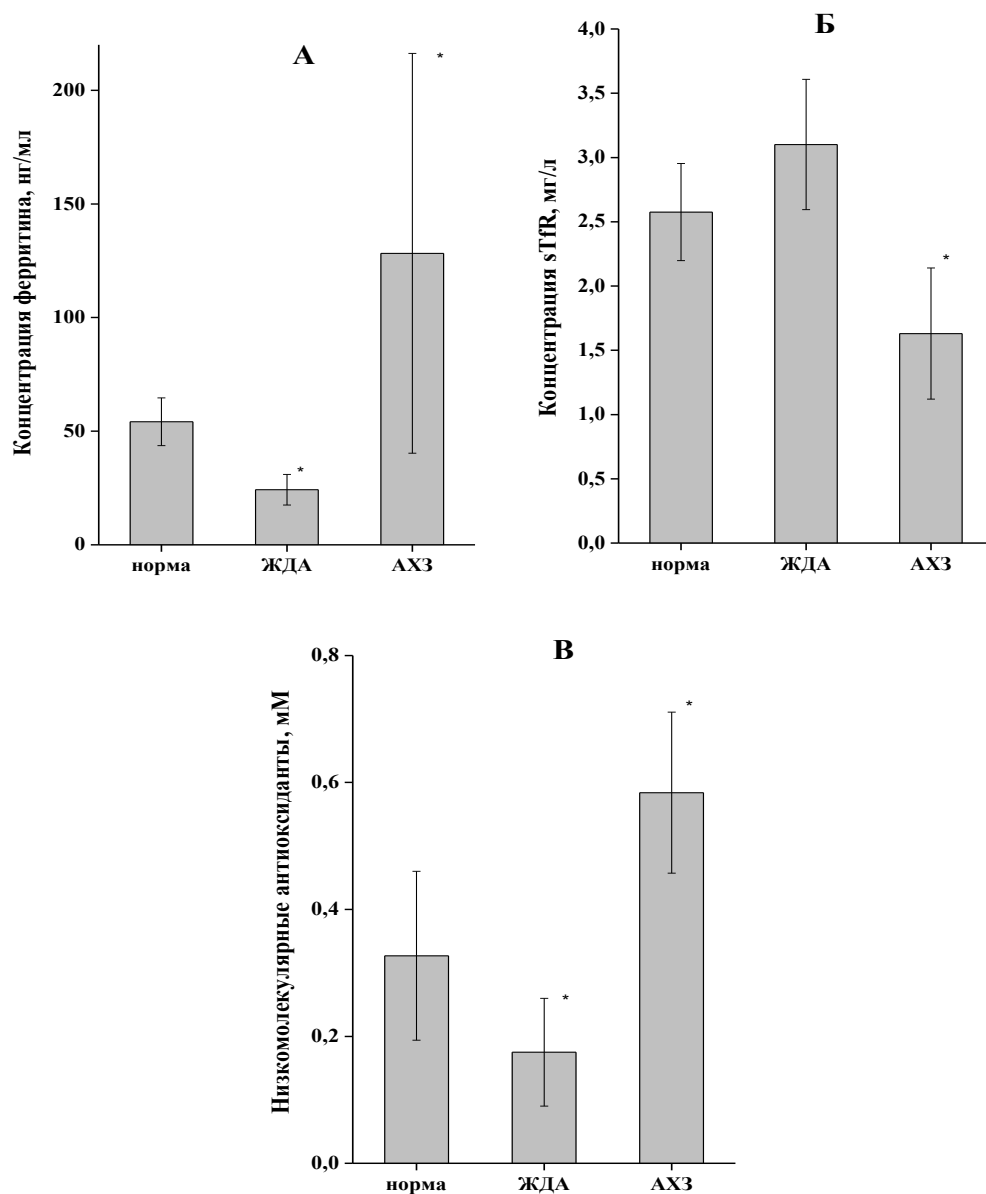 А
Концентрация ферритина, нг/мл
200
150
100
50
0
*
*
норма ЖДА АХЗ
Б
Концентрация sTfR, мг/л
4,0
3,5
3,0
2,5
2,0
1,5
1,0
0,5
0,0
*
норма ЖДА АХЗ
В
Низкомолекулярные антиоксиданты, мМ
0,8
0,6
0,4
0,2
0,0
*
*
норма ЖДА АХЗ